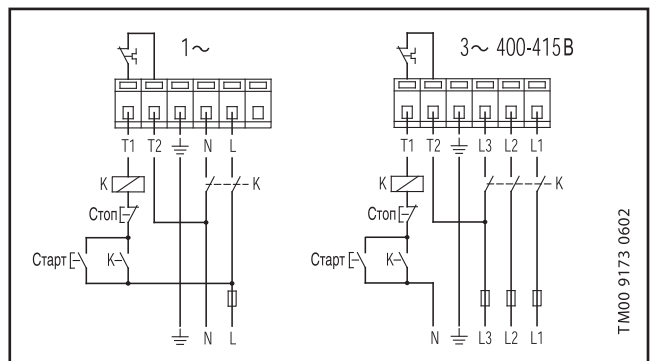 1~
3~ 400-415В
T1 T2 N L
T1 T2 L3 L2 L1
K K
K K
Стоп
Стоп
Старт K
Старт K
N L
N L3 L2 L1
TM00 9173 0602